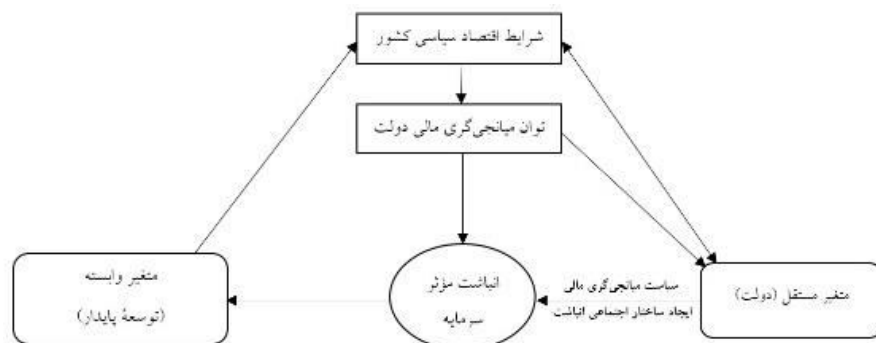 شرایط اقتصاد سیاسی کشور
توان میانجی‌گری مالی دولت
متغیر مستقل (دولت)
سیاست میانجی‌گری مالی
ایجاد ساختار اجتماعی انباشت
انباشت مؤثر
سرمایه
متغیر وابسته
(توسعهٔ پایدار)